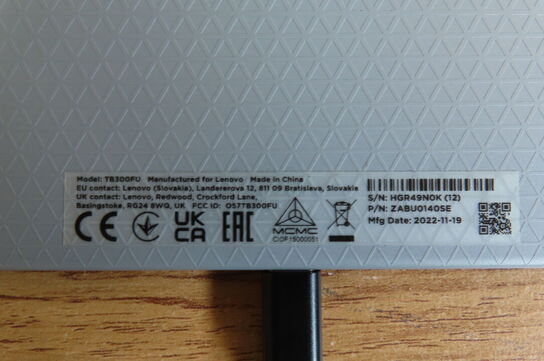 Model: TB300FU Manufactured for Lenovo Made in China
EU contact: Lenovo (Slovakia), Landererova 12, 811 09 Bratislava, Slovakia
UK contact: Lenovo, Redwood, Crockford Lane,
Basingstoke, RG24 8WQ, UK FCC ID: O57TB300FU
CE
UK
CA
EAC
MCMC
CIDF15000051
S/N: HGR49N0K (12)
P/N: ZABU0140SE
Mfg Date: 2022-11-19